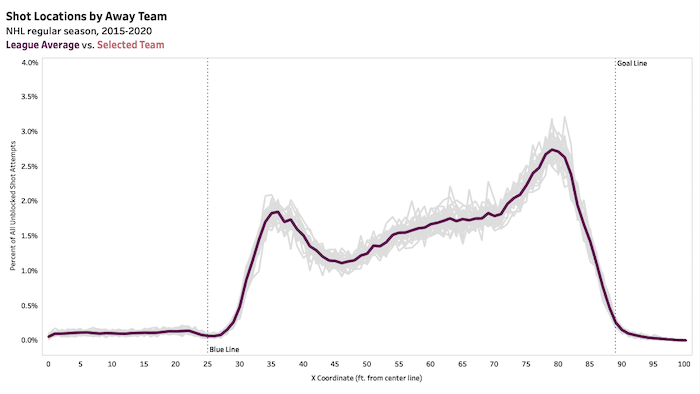 Shot Locations by Away Team
NHL regular season, 2015-2020
League Average vs. Selected Team
4.0%
3.5%
3.0%
2.5%
2.0%
1.5%
1.0%
0.5%
0.0%
Percent of All Unblocked Shot Attempts
Goal Line
Blue Line
0 5 10 15 20 25 30 35 40 45 50 55 60 65 70 75 80 85 90 95 100
X Coordinate (ft. from center line)